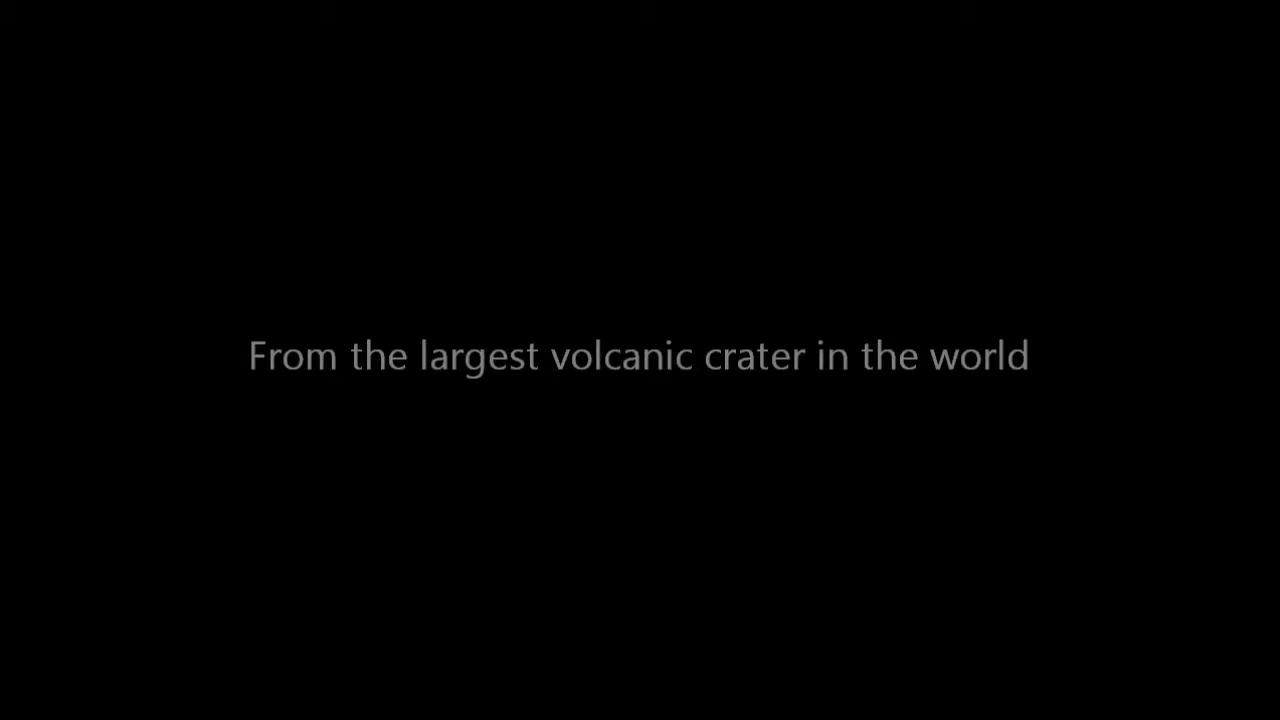 From the largest volcanic crater in the world